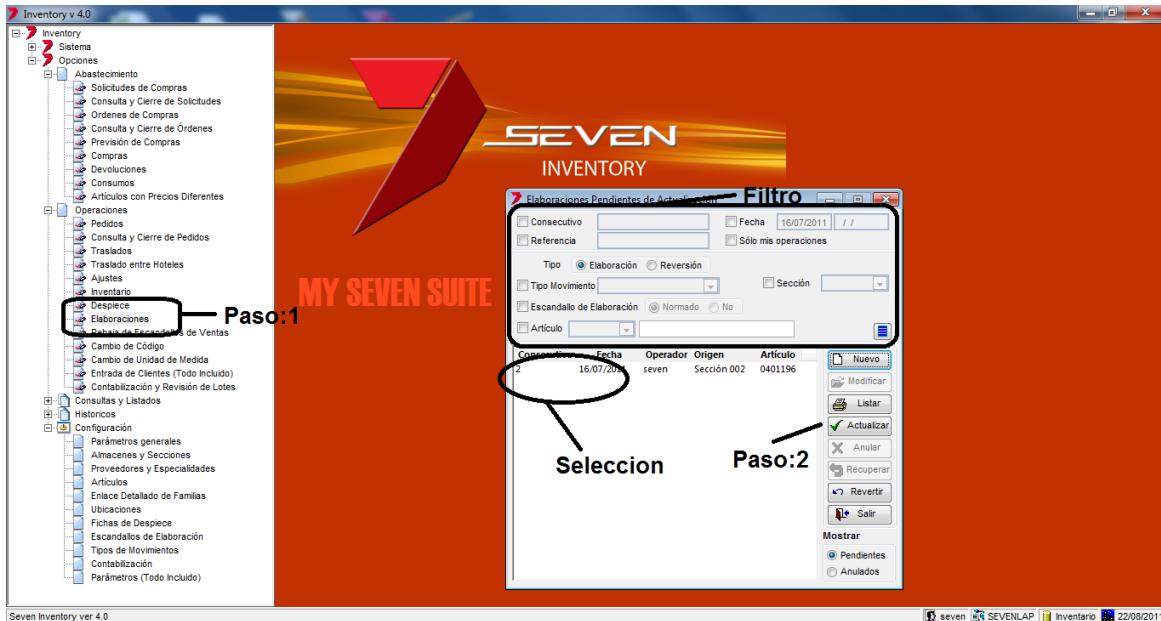 Inventory v 4.0
Inventory
Sistema
Opciones
Abastecimiento
Solicitudes de Compras
Consulta y Cierre de Solicitudes
Ordenes de Compras
Consulta y Cierre de Órdenes
Previsión de Compras
Compras
Devoluciones
Consumos
Artículos con Precios Diferentes
Operaciones
Pedidos
Consulta y Cierre de Pedidos
Traslados
Traslado entre Hoteles
Ajustes
Inventario
Despiece
Elaboraciones
Rebaja de Escandallos de Ventas
Cambio de Código
Cambio de Unidad de Medida
Entrada de Clientes (Todo Incluido)
Contabilización y Revisión de Lotes
Consultas y Listados
Historicos
Configuración
Parámetros generales
Almacenes y Secciones
Proveedores y Especialidades
Artículos
Enlace Detallado de Familias
Ubicaciones
Fichas de Despiece
Escandallos de Elaboración
Tipos de Movimientos
Contabilización
Parámetros (Todo Incluido)
Paso:1
SEVEN
INVENTORY
MY SEVEN SUITE
Elaboraciones Pendientes de Actualización
Filtro
Consecutivo Fecha 16/07/2011 / /
Referencia Sólo mis operaciones
Tipo Elaboración Reversión
Tipo Movimiento Sección
Escandallo de Elaboración Normado No
Artículo
Consecutivo Fecha Operador Origen Artículo
2 16/07/2011 seven Sección 002 0401196
Nuevo
Modificar
Listar
Actualizar
Anular
Recuperar
Revertir
Salir
Mostrar
Pendientes
Anulados
Seleccion
Paso:2
Seven Inventory ver 4.0 seven SEVENLAP Inventario 22/08/2011